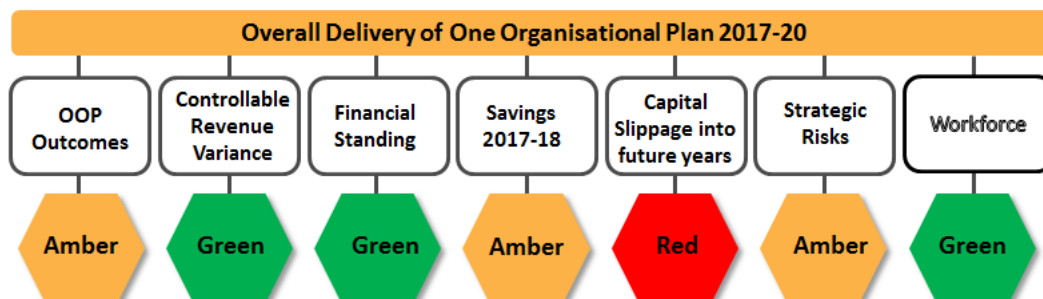 Overall Delivery of One Organisational Plan 2017-20
OOP
Outcomes
Controllable
Revenue
Variance
Financial
Standing
Savings
2017-18
Capital
Slippage into
future years
Strategic
Risks
Workforce
Amber
Green
Green
Amber
Red
Amber
Green